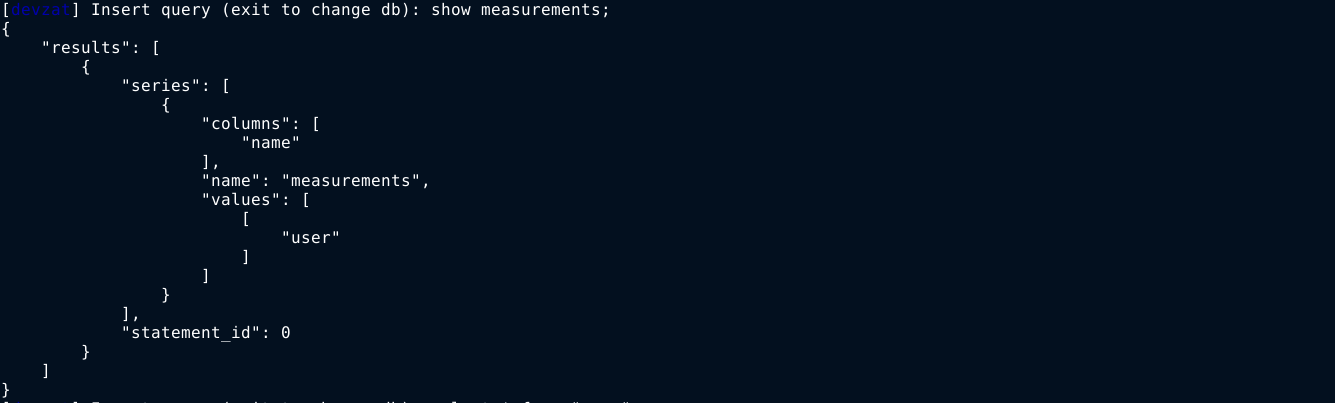 [devzat] Insert query (exit to change db): show measurements;
{
    "results": [
        {
            "series": [
                {
                    "columns": [
                        "name"
                    ],
                    "name": "measurements",
                    "values": [
                        [
                            "user"
                        ]
                    ]
                }
            ],
            "statement_id": 0
        }
    ]
}